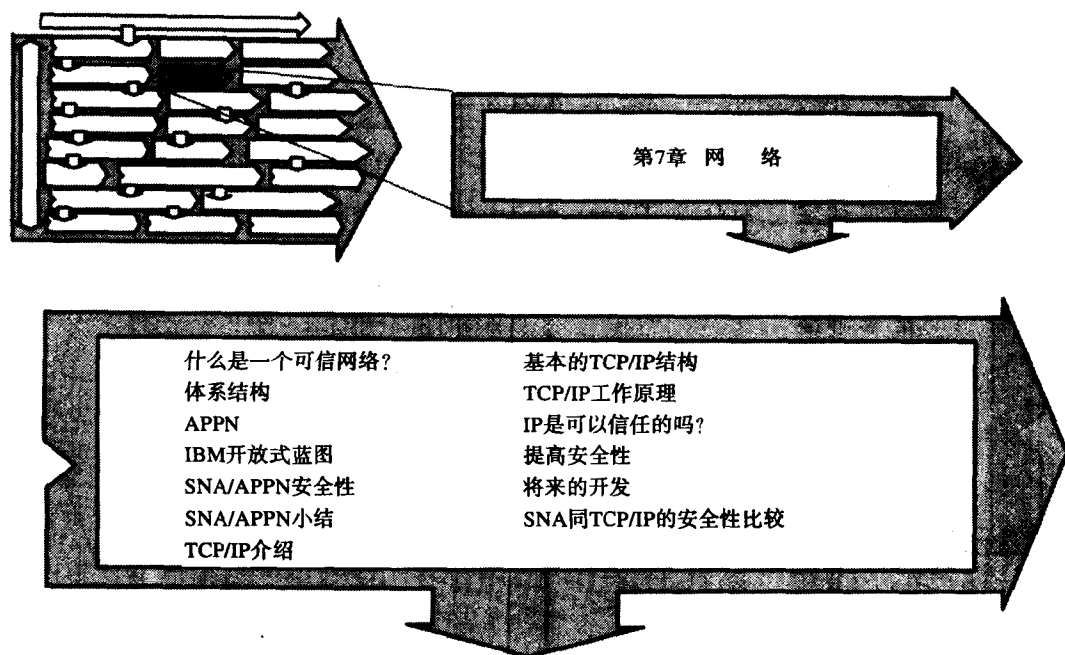 第7章 网 络
什么是一个可信网络?
体系结构
APPN
IBM开放式蓝图
SNA/APPN安全性
SNA/APPN小结
TCP/IP介绍
基本的TCP/IP结构
TCP/IP工作原理
IP是可以信任的吗?
提高安全性
将来的开发
SNA同TCP/IP的安全性比较